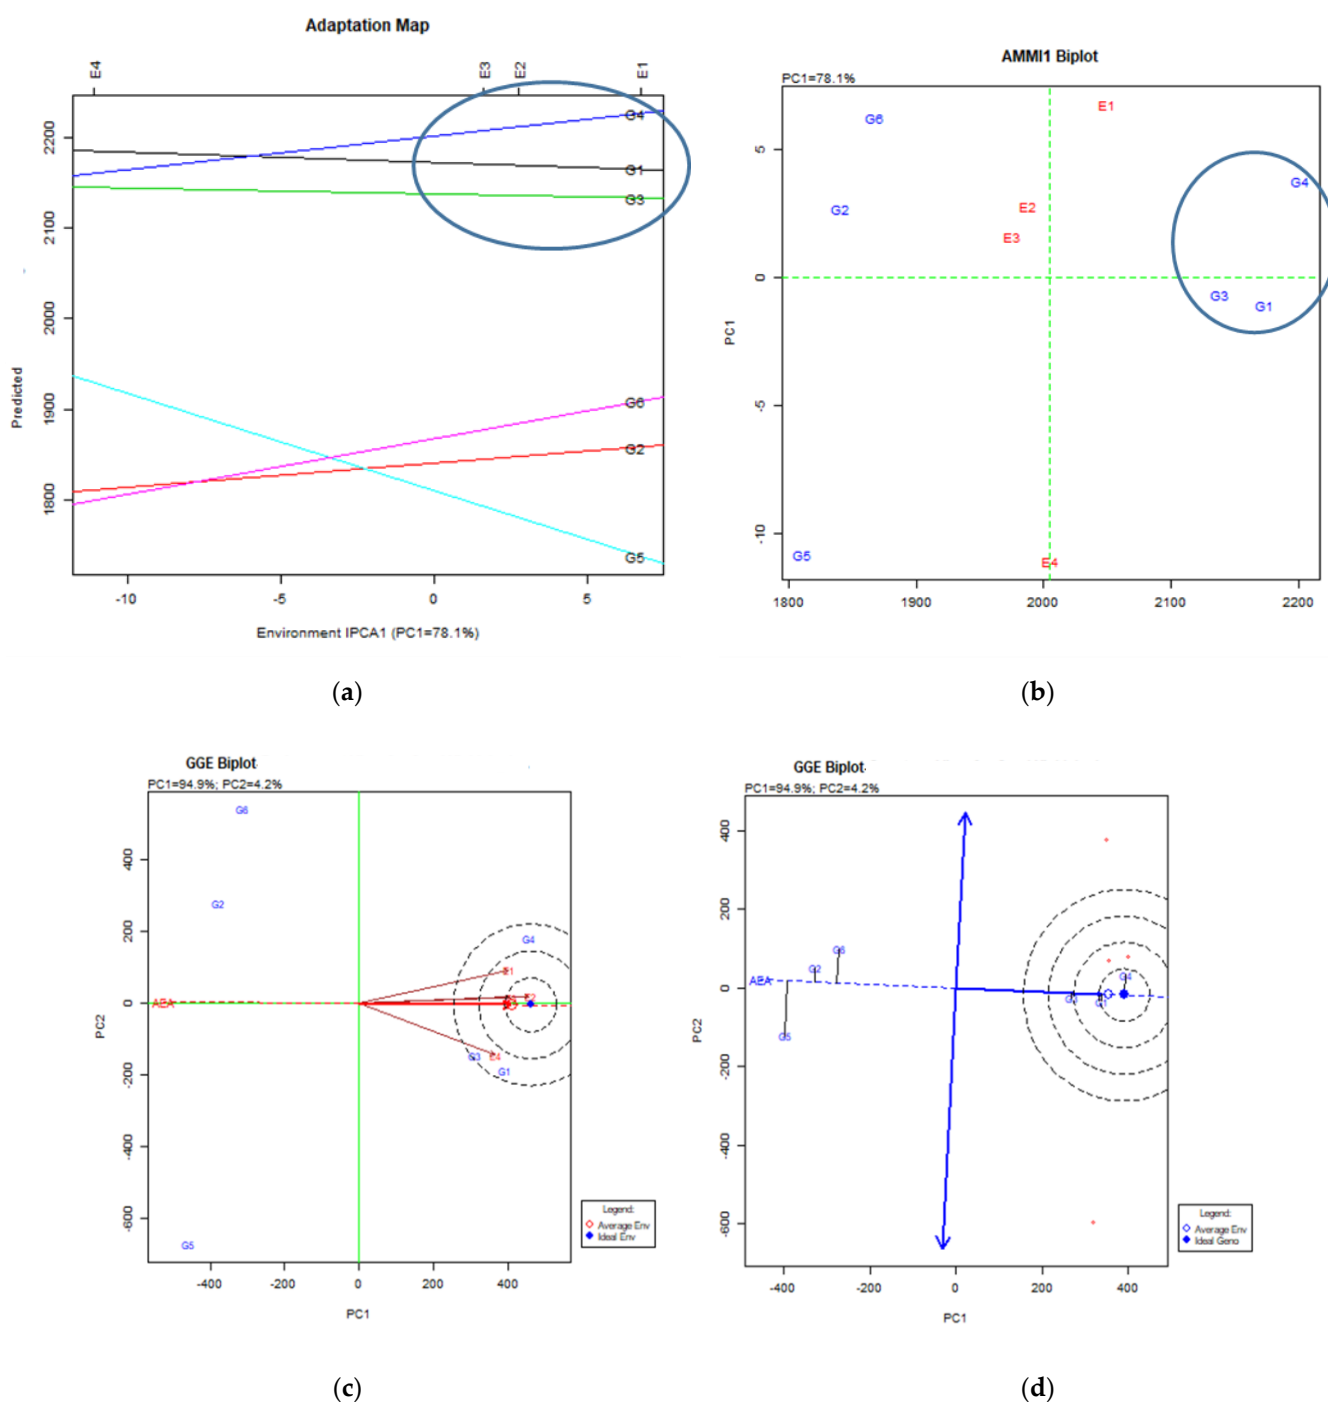 Adaptation Map
E4
E3
E2
E1
G4
G1
G3
G6
G2
G5
2200
2100
2000
1900
1800
Predicted
-10
-5
0
5
Environment IPCA1 (PC1=78.1%)
(a)
AMMI1 Biplot
PC1=78.1%
E1
G6
G4
G2
E2
E3
G3
G1
G5
E4
5
0
-5
-10
PC1
1800
1900
2000
2100
2200
(b)
GGE Biplot
PC1=94.9%; PC2=4.2%
G6
G2
G4
E1
AEA
G3
E4
G1
G5
400
200
0
-200
-400
-600
PC2
-400
-200
0
200
400
PC1
Legend:
Average Env
Ideal Env
(c)
GGE Biplot
PC1=94.9%; PC2=4.2%
G6
G2
AEA
G4
G3
G5
400
200
0
-200
-400
-600
PC2
-400
-200
0
200
400
PC1
Legend:
Average Env
Ideal Geno
(d)